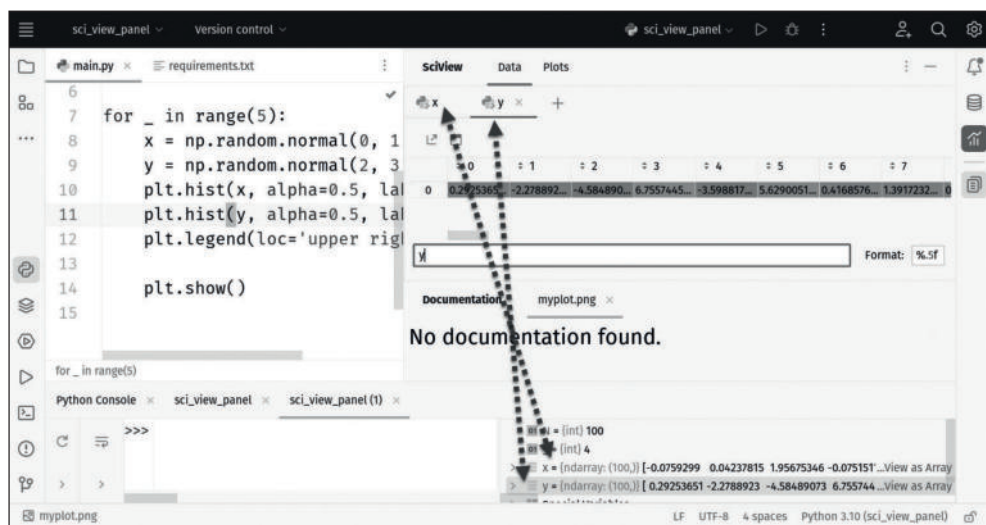 sci_view_panel Version control sci_view_panel
main.py requirements.txt
SciView Data Plots
6
7 for _ in range(5):
8 x = np.random.normal(0, 1
9 y = np.random.normal(2, 3
10 plt.hist(x, alpha=0.5, lal
11 plt.hist(y, alpha=0.5, lal
12 plt.legend(loc='upper rigl
13
14 plt.show()
15
for _ in range(5)
x y
0 1 2 3 4 5 6 7
0 0.2925365... -2.278892... -4.584890... 6.7557445... -3.598817... 5.6290051... 0.4168576... 1.3917232... 0
y
Format: %.5f
Documentation myplot.png
No documentation found.
Python Console sci_view_panel sci_view_panel (1)
>>>
= {int} 100
= {int} 4
x = {ndarray: (100,)} [-0.0759299 0.04237815 1.95675346 -0.075151'...View as Array
y = {ndarray: (100,)} [ 0.29253651 -2.2788923 -4.58489073 6.755744...View as Array
myplot.png LF UTF-8 4 spaces Python 3.10 (sci_view_panel)